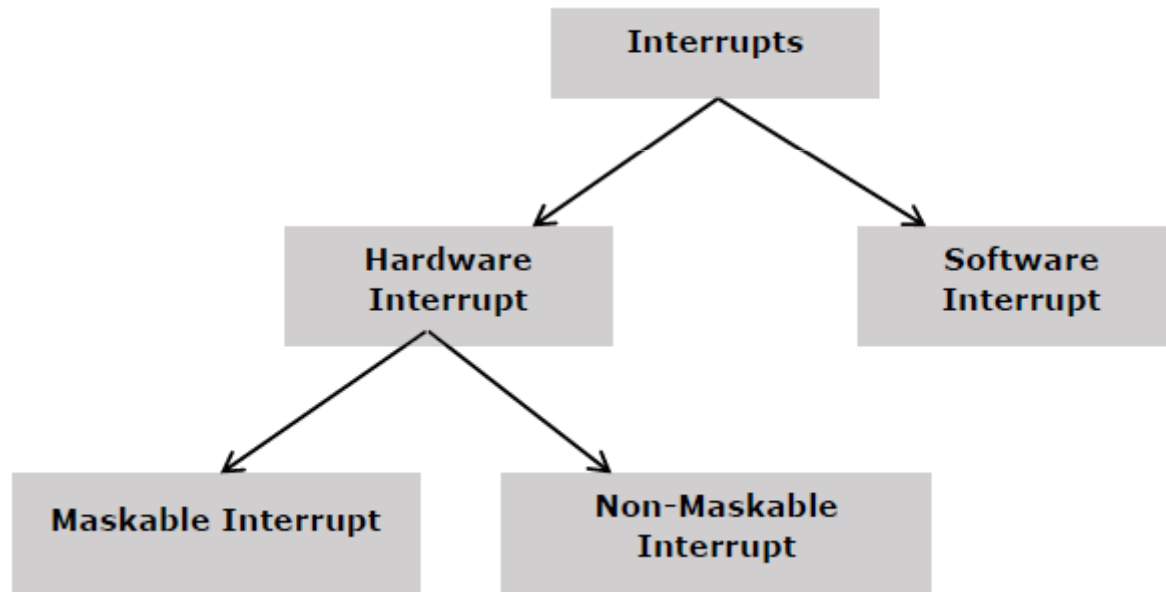 Interrupts
Hardware
Interrupt
Software
Interrupt
Maskable Interrupt
Non-Maskable
Interrupt